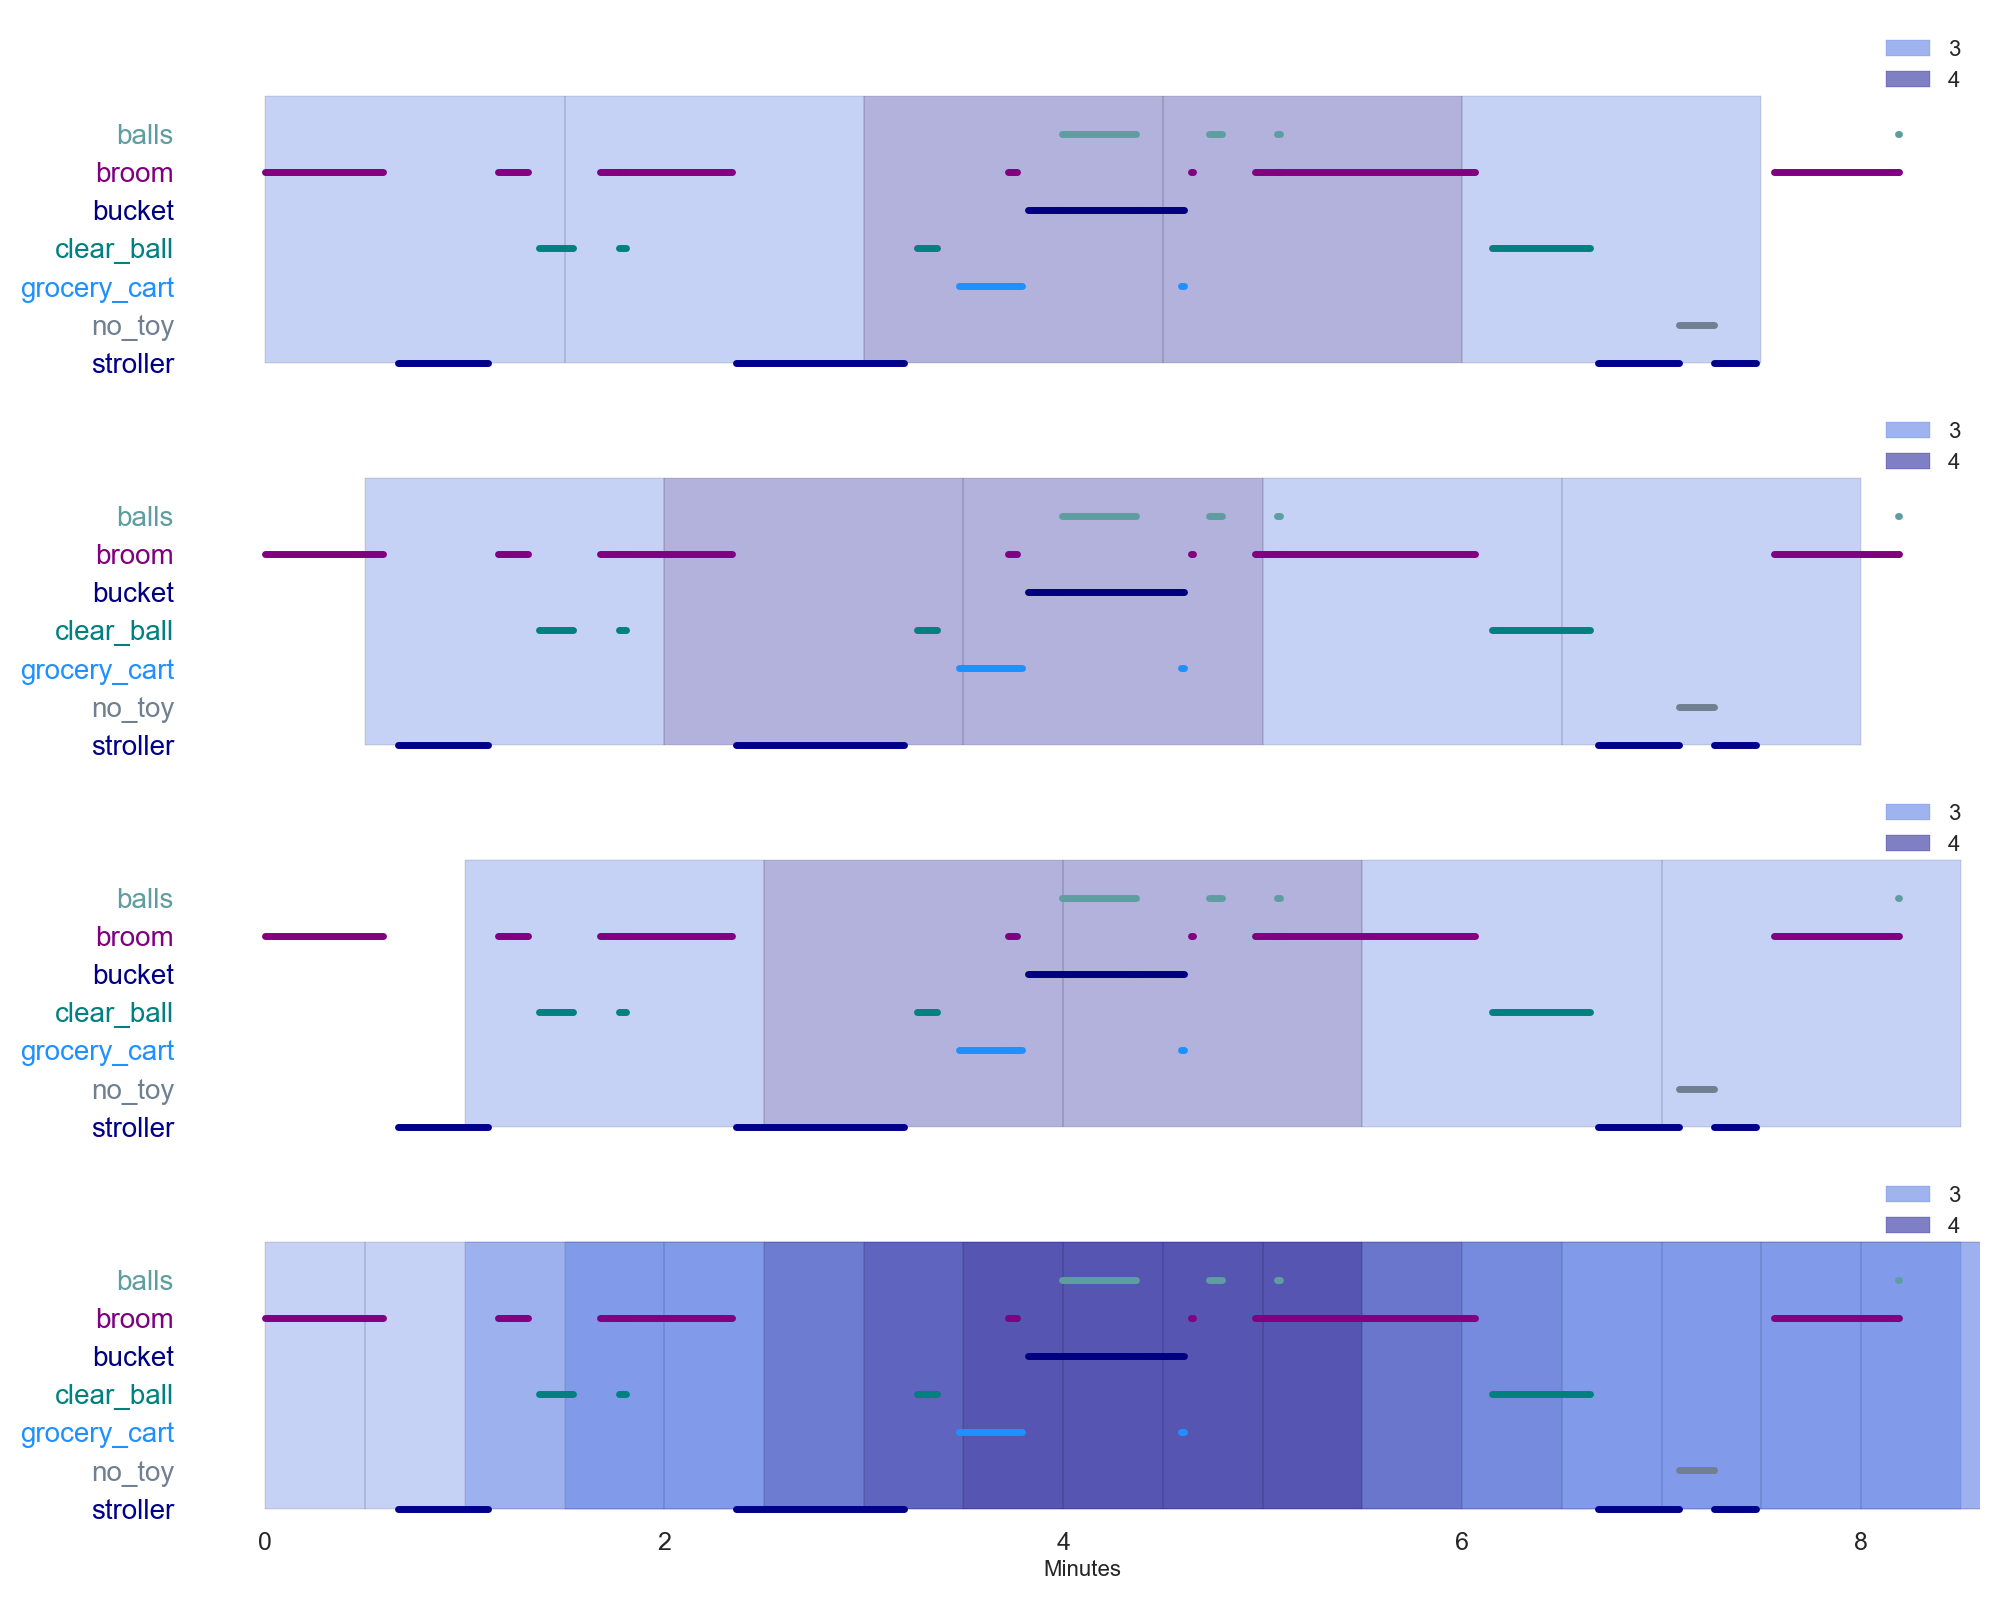 3
4
balls
broom
bucket
clear_ball
grocery_cart
no_toy
stroller
3
4
balls
broom
bucket
clear_ball
grocery_cart
no_toy
stroller
3
4
balls
broom
bucket
clear_ball
grocery_cart
no_toy
stroller
3
4
balls
broom
bucket
clear_ball
grocery_cart
no_toy
stroller
0 2 4 6 8
Minutes